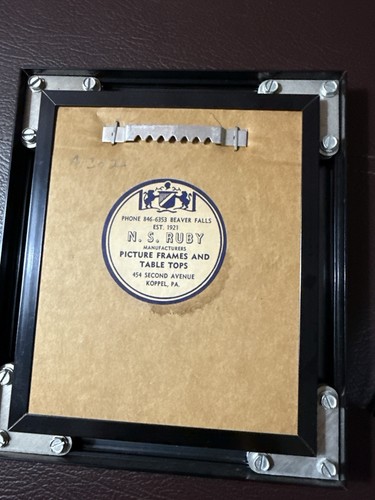 PHONE 846-6353 BEAVER FALLS
EST. 1921
N. S. RUBY
MANUFACTURERS
PICTURE FRAMES AND
TABLE TOPS
454 SECOND AVENUE
KOPPEL, PA.